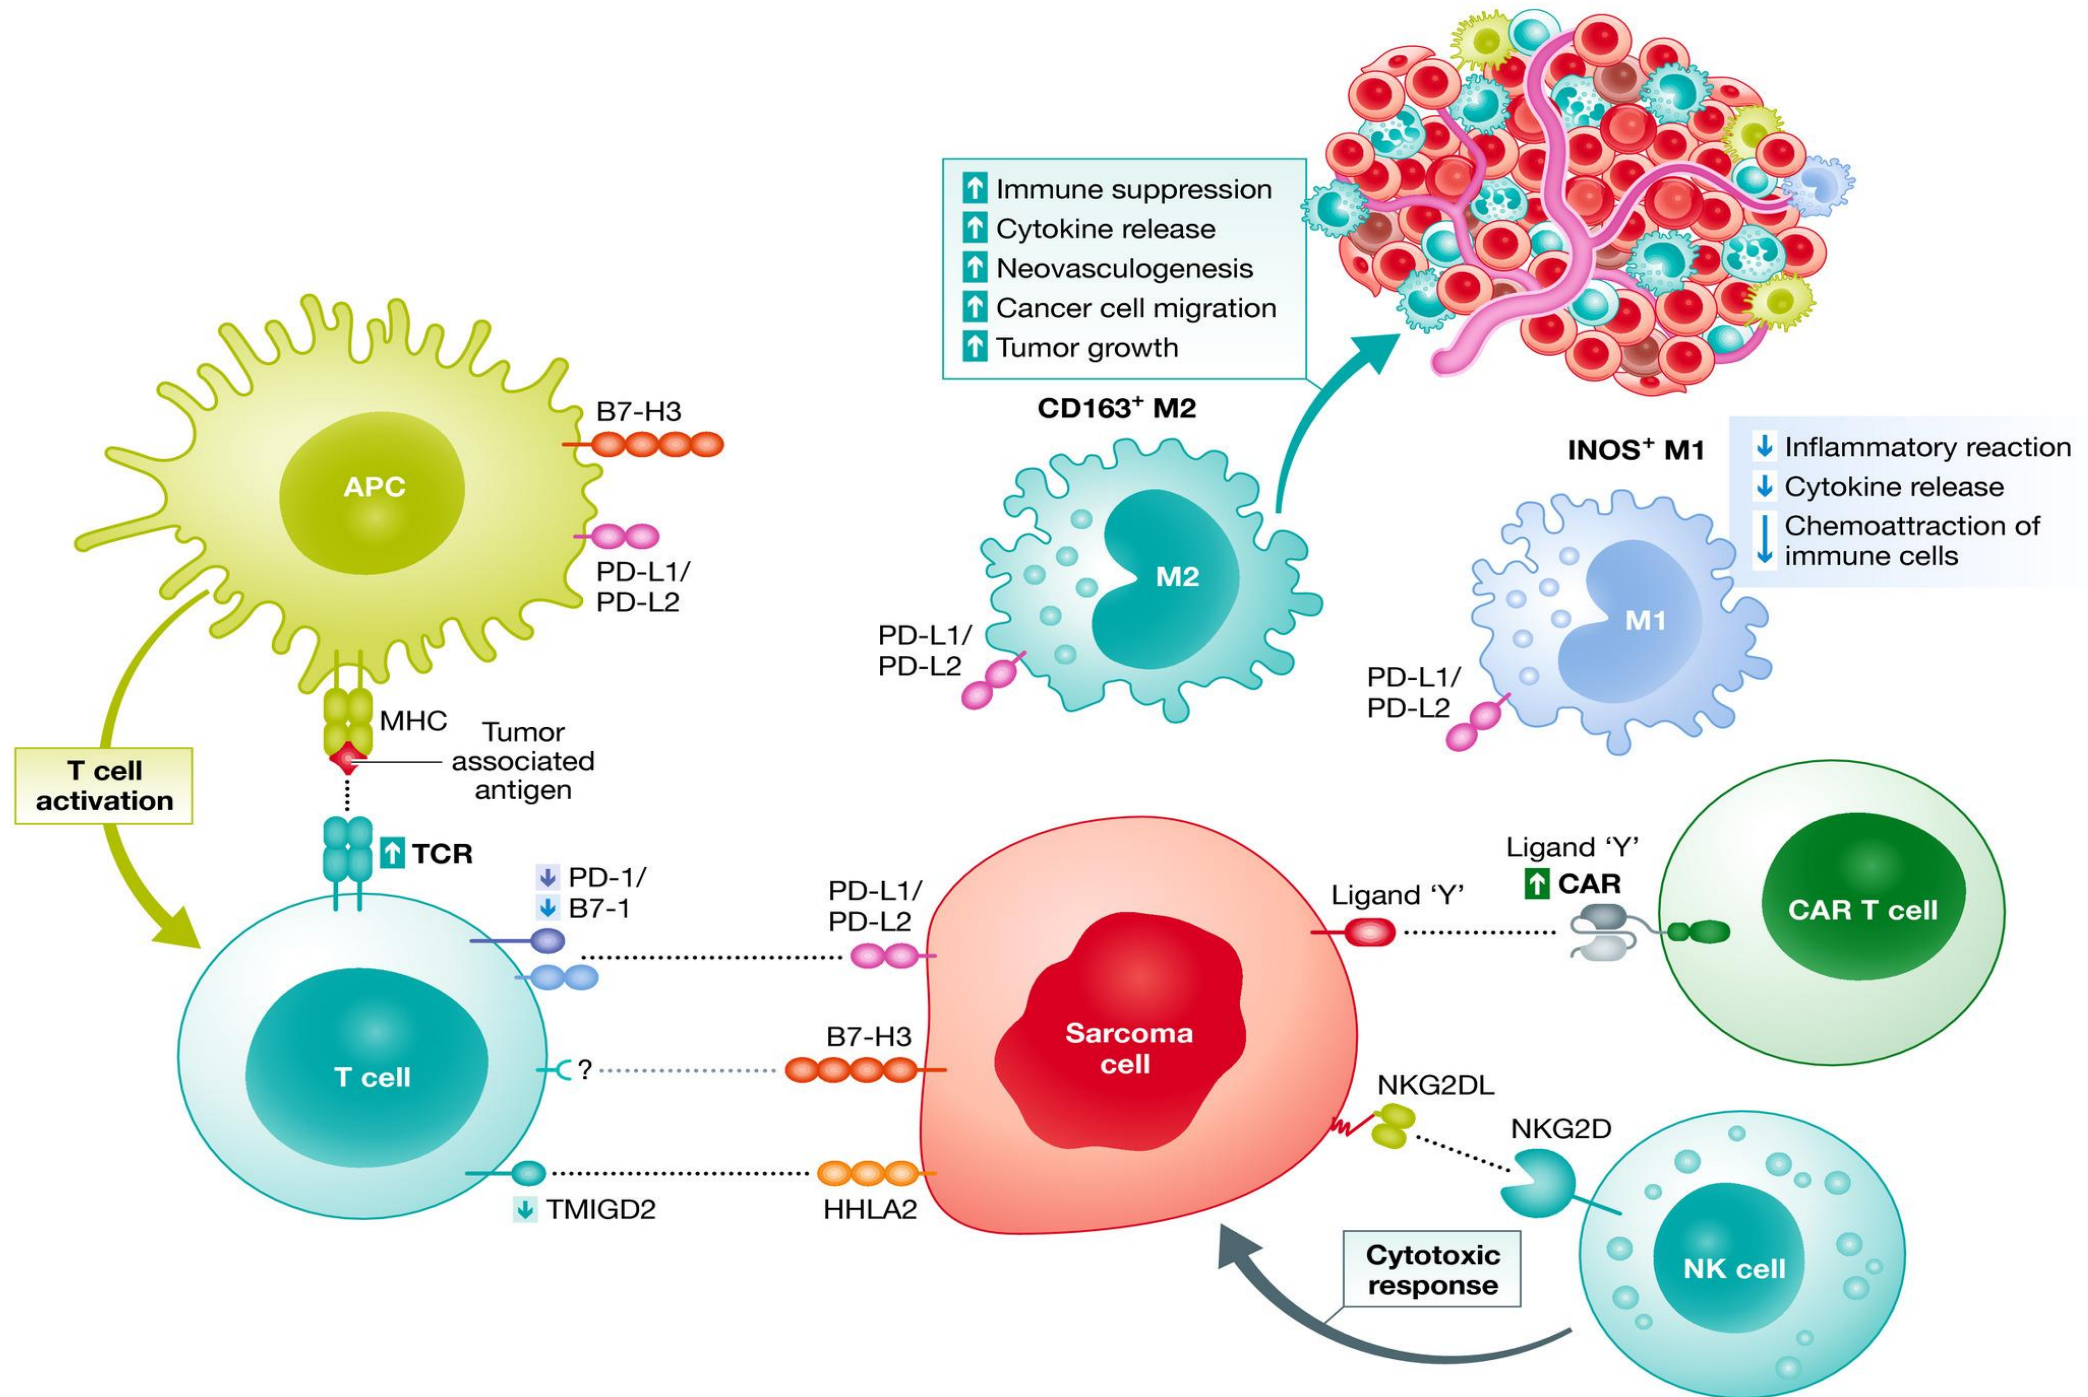 Immune suppression
Cytokine release
Neovasculogenesis
Cancer cell migration
Tumor growth
CD163⁺ M2
M2
PD-L1/
PD-L2
INOS⁺ M1
Inflammatory reaction
Cytokine release
Chemoattraction of
immune cells
M1
PD-L1/
PD-L2
B7-H3
APC
PD-L1/
PD-L2
MHC
Tumor
associated
antigen
T cell
activation
TCR
PD-1/
B7-1
PD-L1/
PD-L2
T cell
?
B7-H3
TMIGD2
HHLA2
Sarcoma
cell
Ligand ‘Y’
Ligand ‘Y’
CAR
CAR T cell
NKG2DL
NKG2D
NK cell
Cytotoxic
response